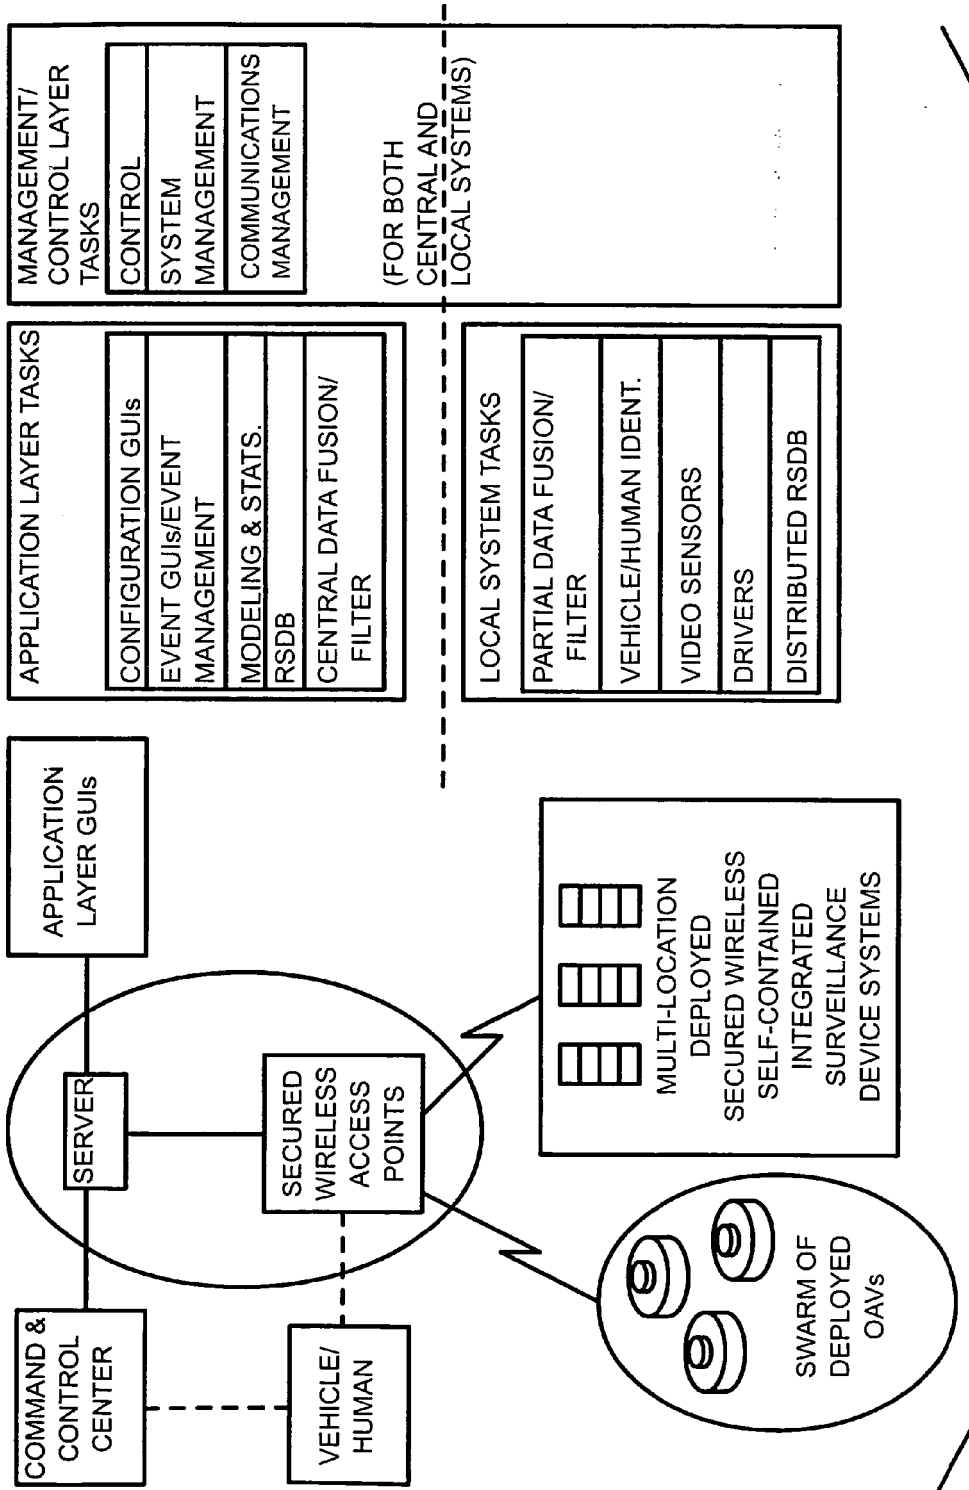 COMMAND &
CONTROL
CENTER
SERVER
APPLICATION
LAYER GUIs
VEHICLE/
HUMAN
SECURED
WIRELESS
ACCESS
POINTS
SWARM OF
DEPLOYED
OAVs
MULTI-LOCATION
DEPLOYED
SECURED WIRELESS
SELF-CONTAINED
INTEGRATED
SURVEILLANCE
DEVICE SYSTEMS
APPLICATION LAYER TASKS
CONFIGURATION GUIs
EVENT GUIs/EVENT
MANAGEMENT
MODELING & STATS.
RSDB
CENTRAL DATA FUSION/
FILTER
LOCAL SYSTEM TASKS
PARTIAL DATA FUSION/
FILTER
VEHICLE/HUMAN IDENT.
VIDEO SENSORS
DRIVERS
DISTRIBUTED RSDB
MANAGEMENT/
CONTROL LAYER
TASKS
CONTROL
SYSTEM
MANAGEMENT
COMMUNICATIONS
MANAGEMENT
(FOR BOTH
CENTRAL AND
LOCAL SYSTEMS)